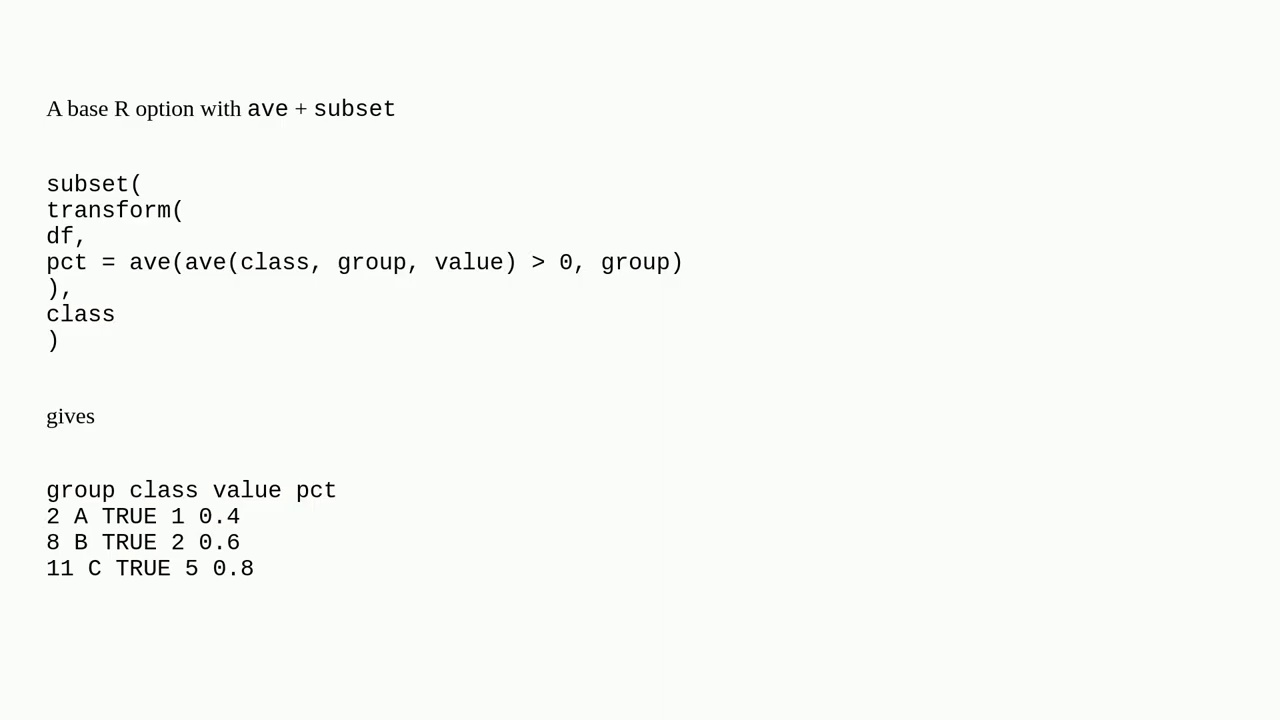 A base R option with ave + subset
subset(
transform(
df,
pct = ave(ave(class, group, value) > 0, group)
),
class
)
gives
group class value pct
2 A TRUE 1 0.4
8 B TRUE 2 0.6
11 C TRUE 5 0.8